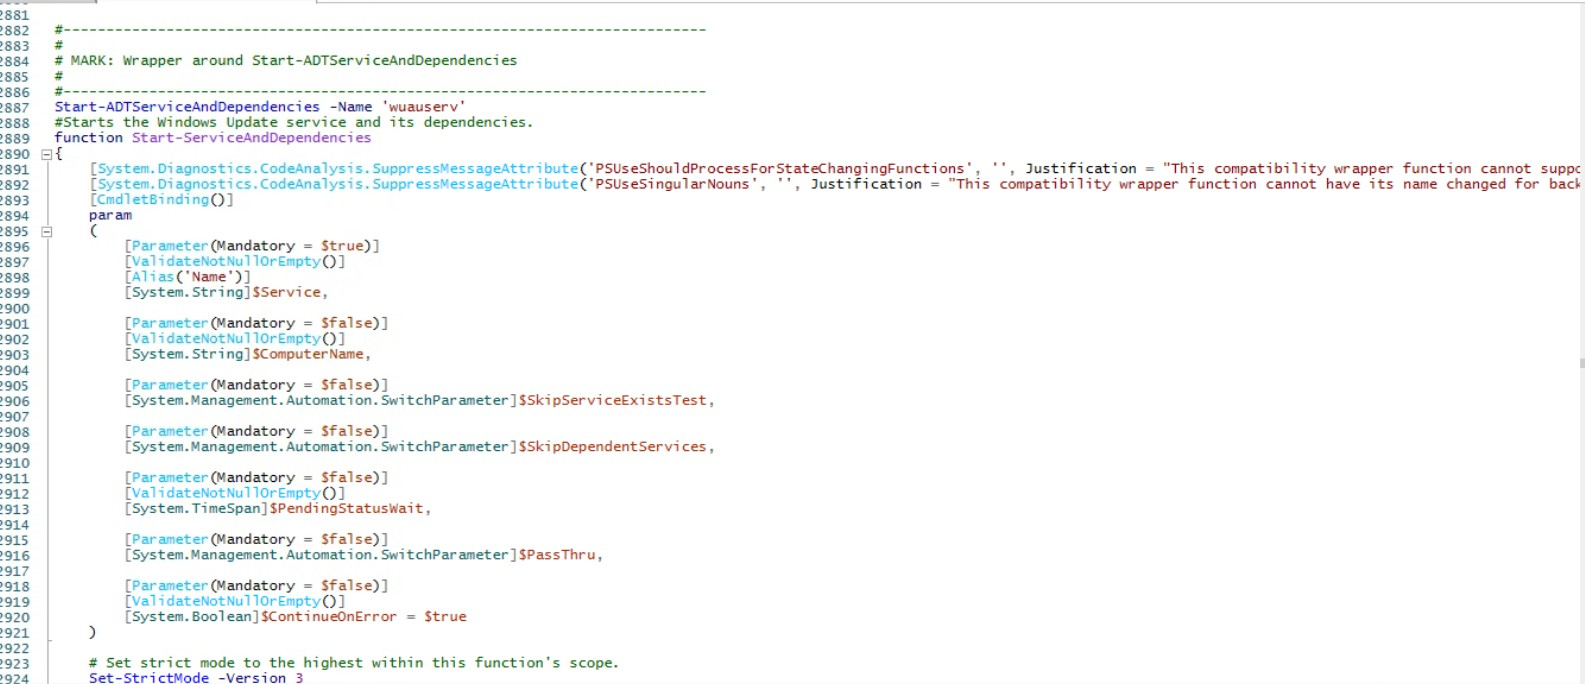 2881
2882 #---------------------------------------------------------------------------
2883 #
2884 # MARK: Wrapper around Start-ADTServiceAndDependencies
2885 #
2886 #---------------------------------------------------------------------------
2887 Start-ADTServiceAndDependencies -Name 'wuauserv'
2888 #Starts the Windows Update service and its dependencies.
2889 function Start-ServiceAndDependencies
2890 {
2891 [System.Diagnostics.CodeAnalysis.SuppressMessageAttribute('PSUseShouldProcessForStateChangingFunctions', '', Justification = "This compatibility wrapper function cannot suppo
2892 [System.Diagnostics.CodeAnalysis.SuppressMessageAttribute('PSUseSingularNouns', '', Justification = "This compatibility wrapper function cannot have its name changed for back
2893 [CmdletBinding()]
2894 param
2895 (
2896 [Parameter(Mandatory = $true)]
2897 [ValidateNotNullOrEmpty()]
2898 [Alias('Name')]
2899 [System.String]$Service,
2900
2901 [Parameter(Mandatory = $false)]
2902 [ValidateNotNullOrEmpty()]
2903 [System.String]$ComputerName,
2904
2905 [Parameter(Mandatory = $false)]
2906 [System.Management.Automation.SwitchParameter]$SkipServiceExistsTest,
2907
2908 [Parameter(Mandatory = $false)]
2909 [System.Management.Automation.SwitchParameter]$SkipDependentServices,
2910
2911 [Parameter(Mandatory = $false)]
2912 [ValidateNotNullOrEmpty()]
2913 [System.TimeSpan]$PendingStatusWait,
2914
2915 [Parameter(Mandatory = $false)]
2916 [System.Management.Automation.SwitchParameter]$PassThru,
2917
2918 [Parameter(Mandatory = $false)]
2919 [ValidateNotNullOrEmpty()]
2920 [System.Boolean]$ContinueOnError = $true
2921 )
2922
2923 # Set strict mode to the highest within this function's scope.
2924 Set-StrictMode -Version 3